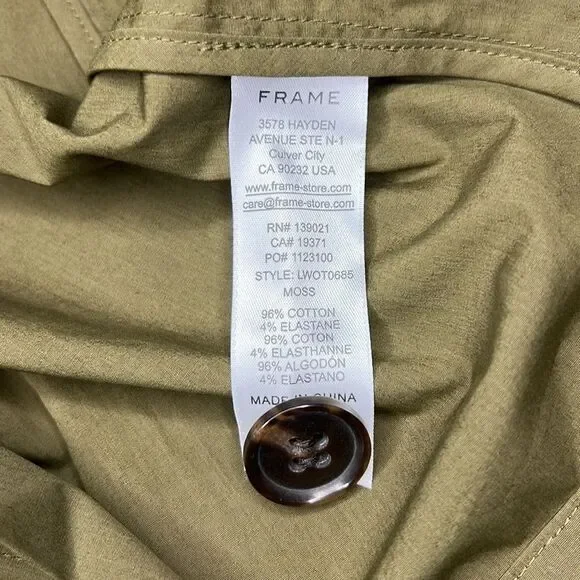 FRAME
3578 HAYDEN
AVENUE STE N-1
Culver City
CA 90232 USA
www.frame-store.com
care@frame-store.com
RN# 139021
CA# 19371
PO# 1123100
STYLE: LWOT0685
MOSS
96% COTTON
4% ELASTANE
96% COTON
4% ELASTHANNE
96% ALGODÓN
4% ELASTANO
MADE IN CHINA